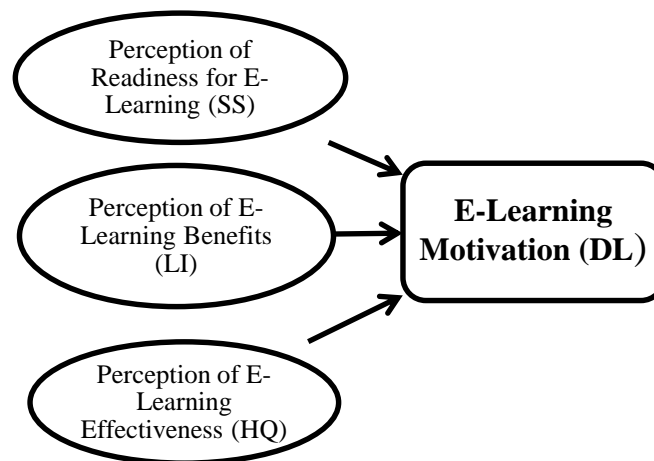 Perception of
Readiness for E-
Learning (SS)
Perception of E-
Learning Benefits
(LI)
E-Learning
Motivation (DL)
Perception of E-
Learning
Effectiveness (HQ)